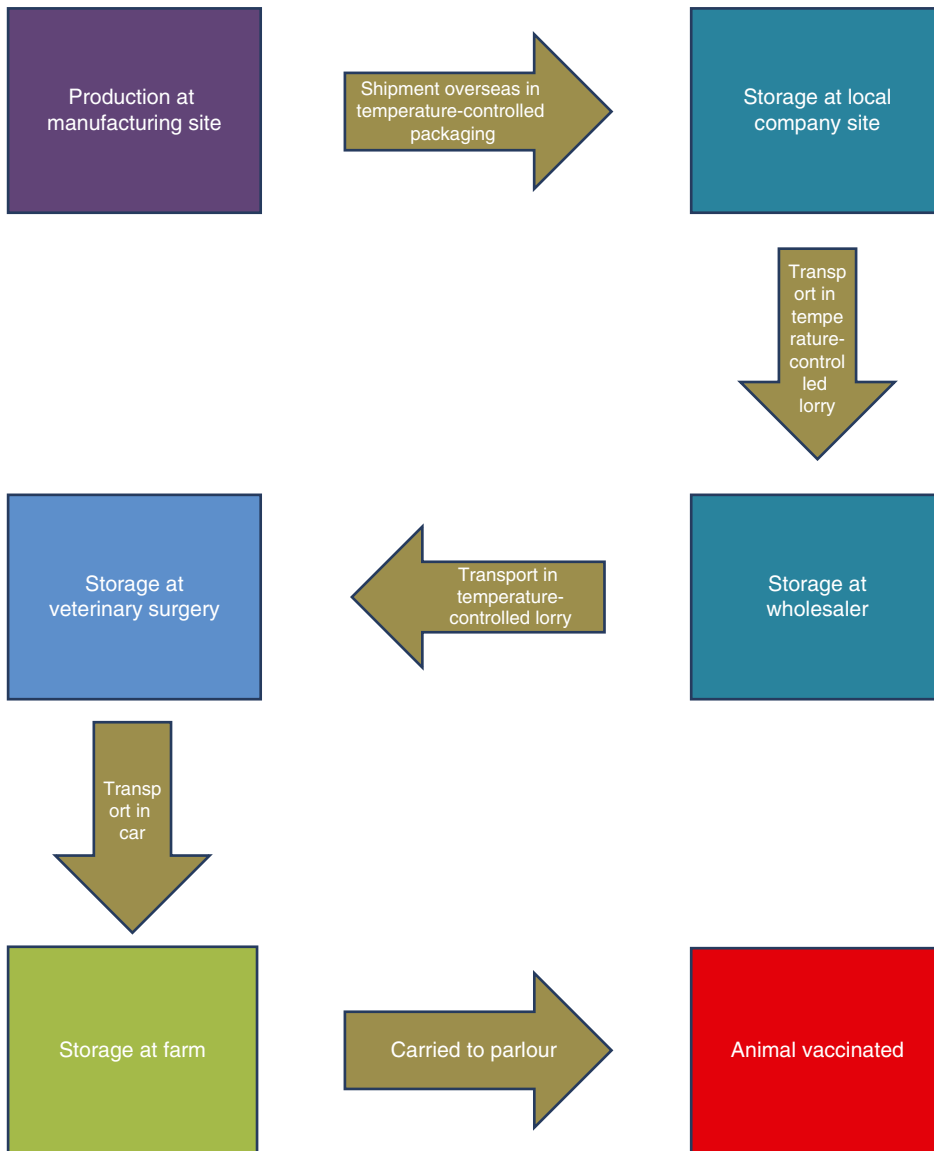 Production at
manufacturing site
Shipment overseas in
temperature-controlled
packaging
Storage at local
company site
Transp
ort in
tempe
rature-
control
led
lorry
Storage at
wholesaler
Transport in
temperature-
controlled lorry
Storage at
veterinary surgery
Transp
ort in
car
Storage at farm
Carried to parlour
Animal vaccinated